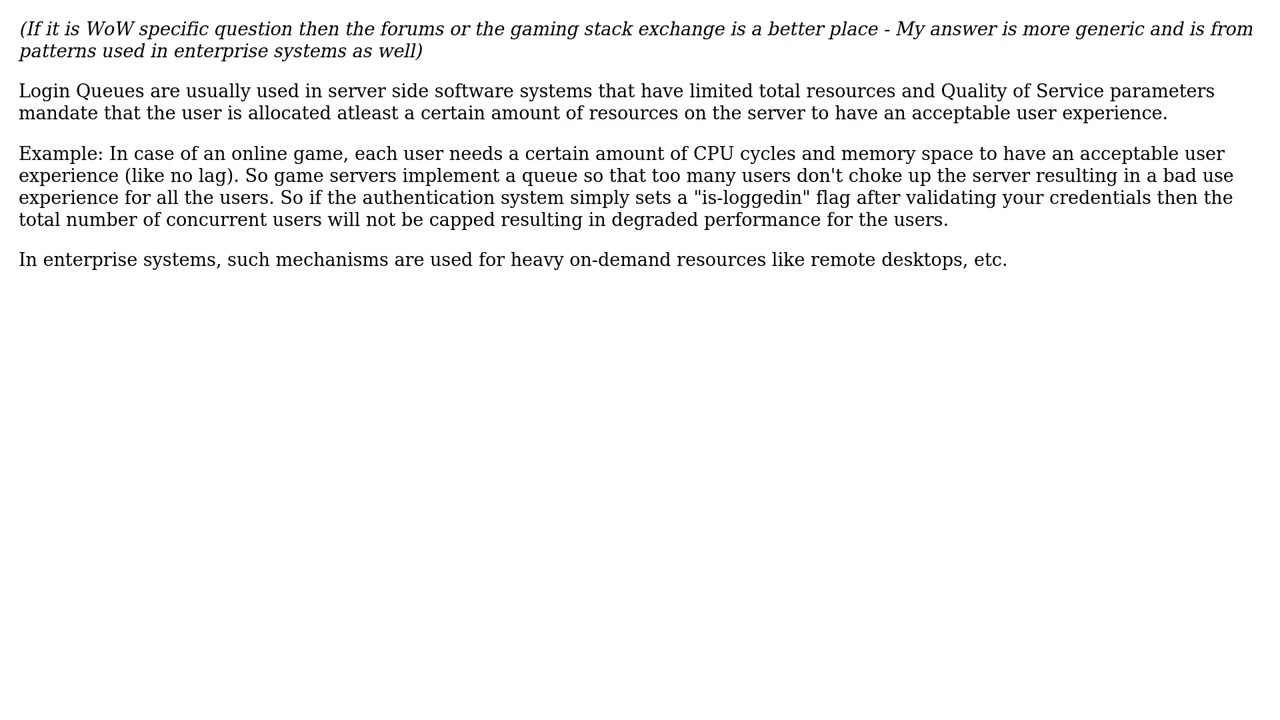 (If it is WoW specific question then the forums or the gaming stack exchange is a better place - My answer is more generic and is from
patterns used in enterprise systems as well)
Login Queues are usually used in server side software systems that have limited total resources and Quality of Service parameters
mandate that the user is allocated atleast a certain amount of resources on the server to have an acceptable user experience.
Example: In case of an online game, each user needs a certain amount of CPU cycles and memory space to have an acceptable user
experience (like no lag). So game servers implement a queue so that too many users don't choke up the server resulting in a bad use
experience for all the users. So if the authentication system simply sets a "is-loggedin" flag after validating your credentials then the
total number of concurrent users will not be capped resulting in degraded performance for the users.
In enterprise systems, such mechanisms are used for heavy on-demand resources like remote desktops, etc.